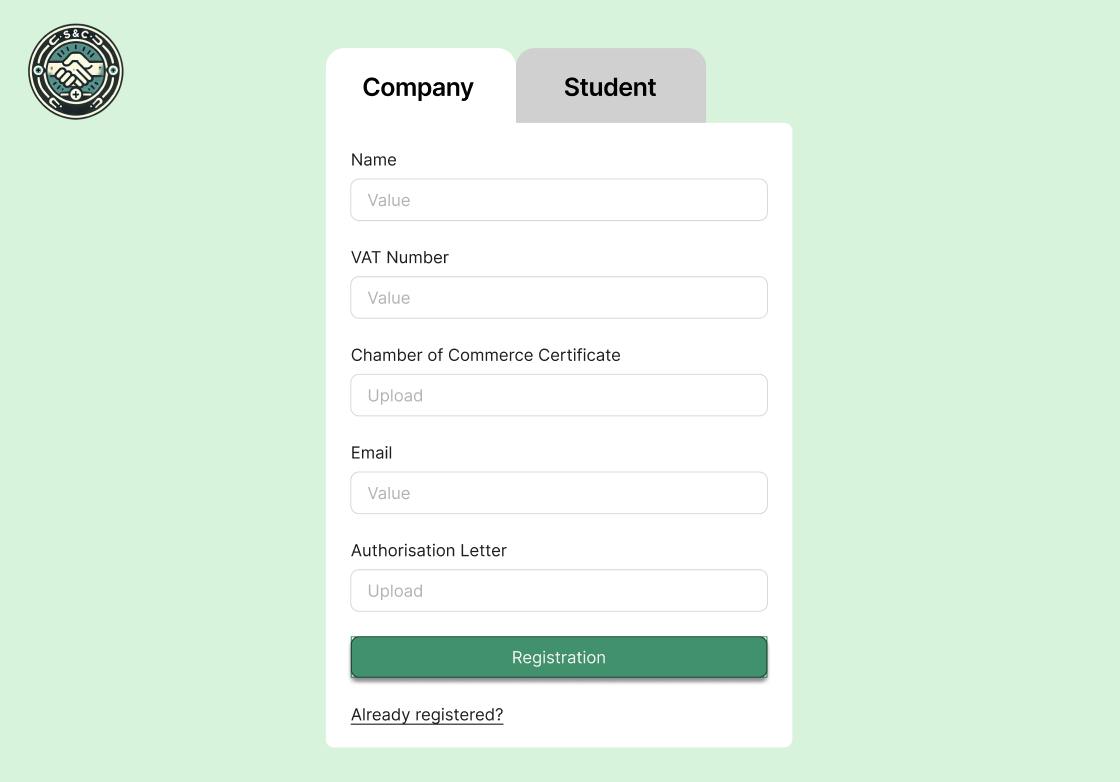 S&C
Company
Student
Name
Value
VAT Number
Value
Chamber of Commerce Certificate
Upload
Email
Value
Authorisation Letter
Upload
Registration
Already registered?